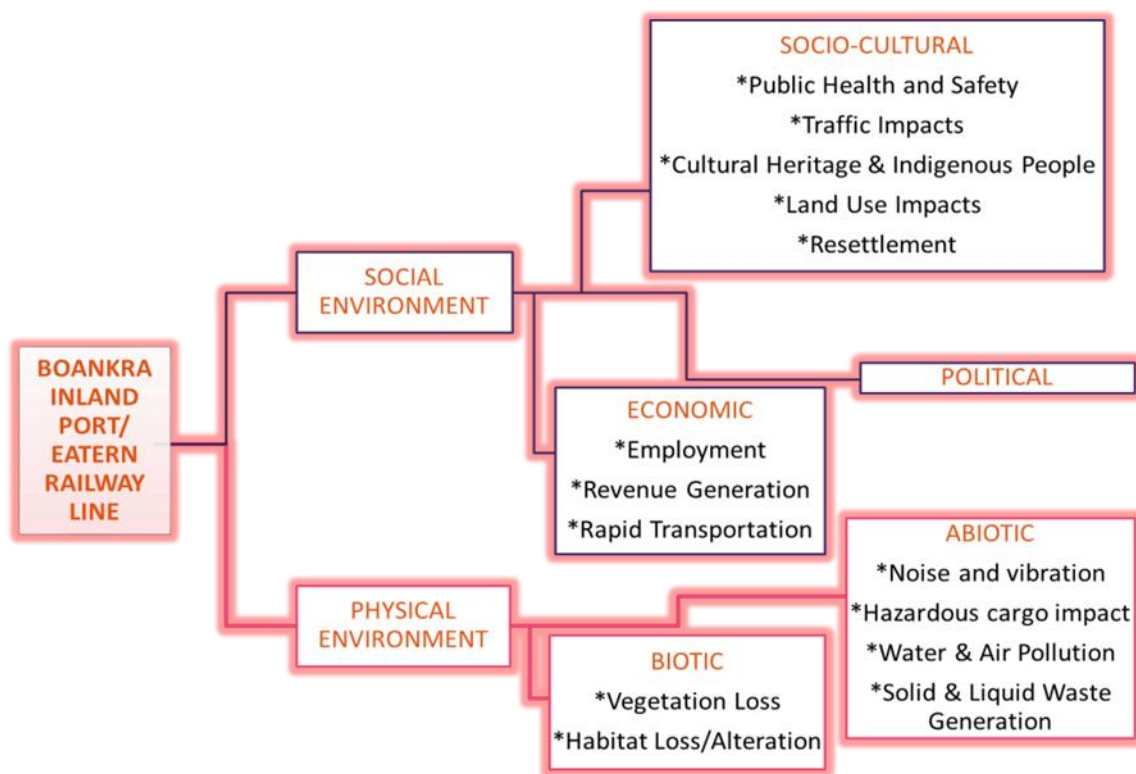 BOANKRA
INLAND
PORT/
EATERN
RAILWAY
LINE
SOCIAL
ENVIRONMENT
SOCIO-CULTURAL
*Public Health and Safety
*Traffic Impacts
*Cultural Heritage & Indigenous People
*Land Use Impacts
*Resettlement
POLITICAL
ECONOMIC
*Employment
*Revenue Generation
*Rapid Transportation
PHYSICAL
ENVIRONMENT
ABIOTIC
*Noise and vibration
*Hazardous cargo impact
*Water & Air Pollution
*Solid & Liquid Waste
Generation
BIOTIC
*Vegetation Loss
*Habitat Loss/Alteration